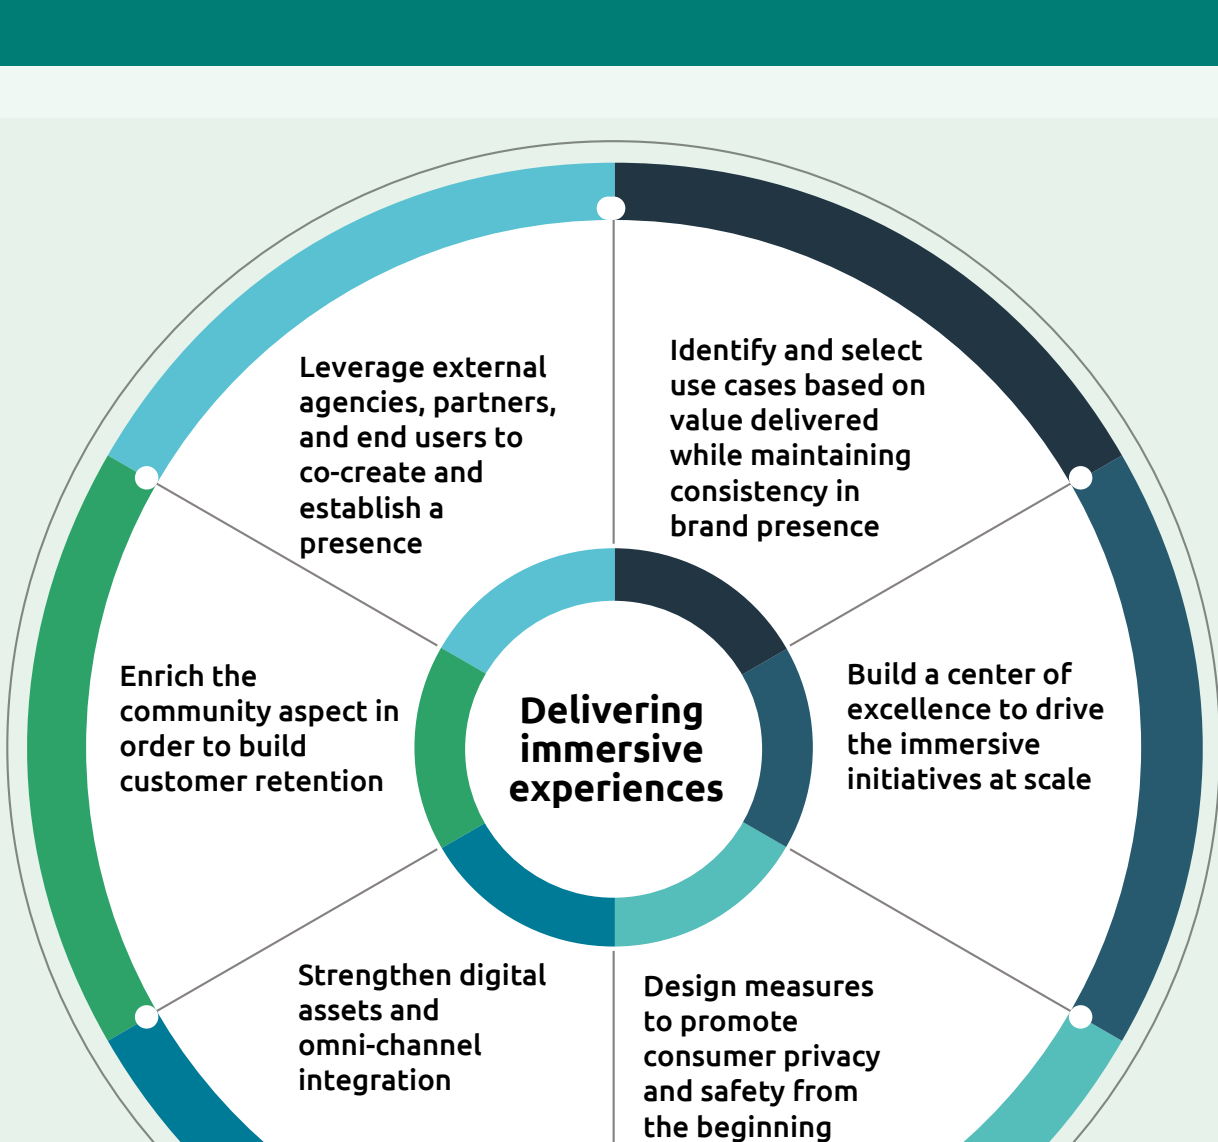 Leverage external
agencies, partners,
and end users to
co-create and
establish a
presence
Identify and select
use cases based on
value delivered
while maintaining
consistency in
brand presence
Enrich the
community aspect in
order to build
customer retention
Delivering
immersive
experiences
Build a center of
excellence to drive
the immersive
initiatives at scale
Strengthen digital
assets and
omni-channel
integration
Design measures
to promote
consumer privacy
and safety from
the beginning